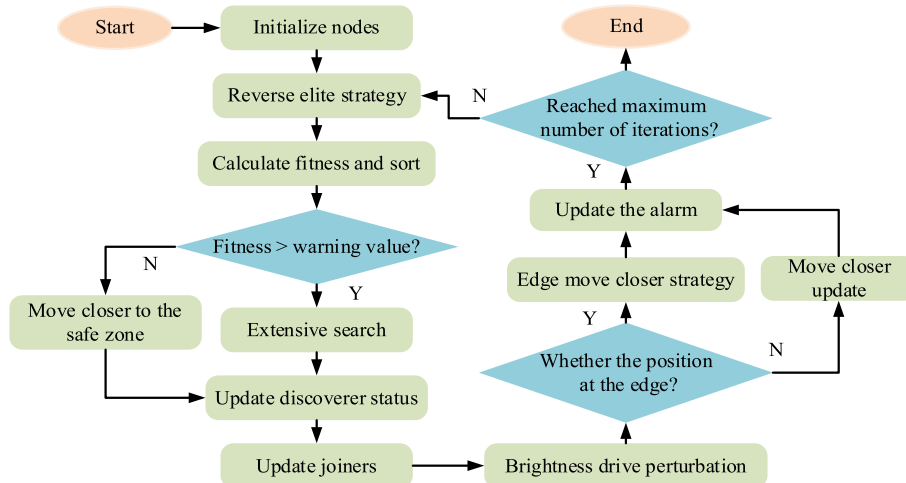 Start
Initialize nodes
Reverse elite strategy
Calculate fitness and sort
Fitness > warning value?
N
Y
Move closer to the
safe zone
Extensive search
Update discoverer status
Update joiners
Brightness drive perturbation
Whether the position
at the edge?
Y
N
Edge move closer strategy
Move closer
update
Update the alarm
Y
Reached maximum
number of iterations?
N
End